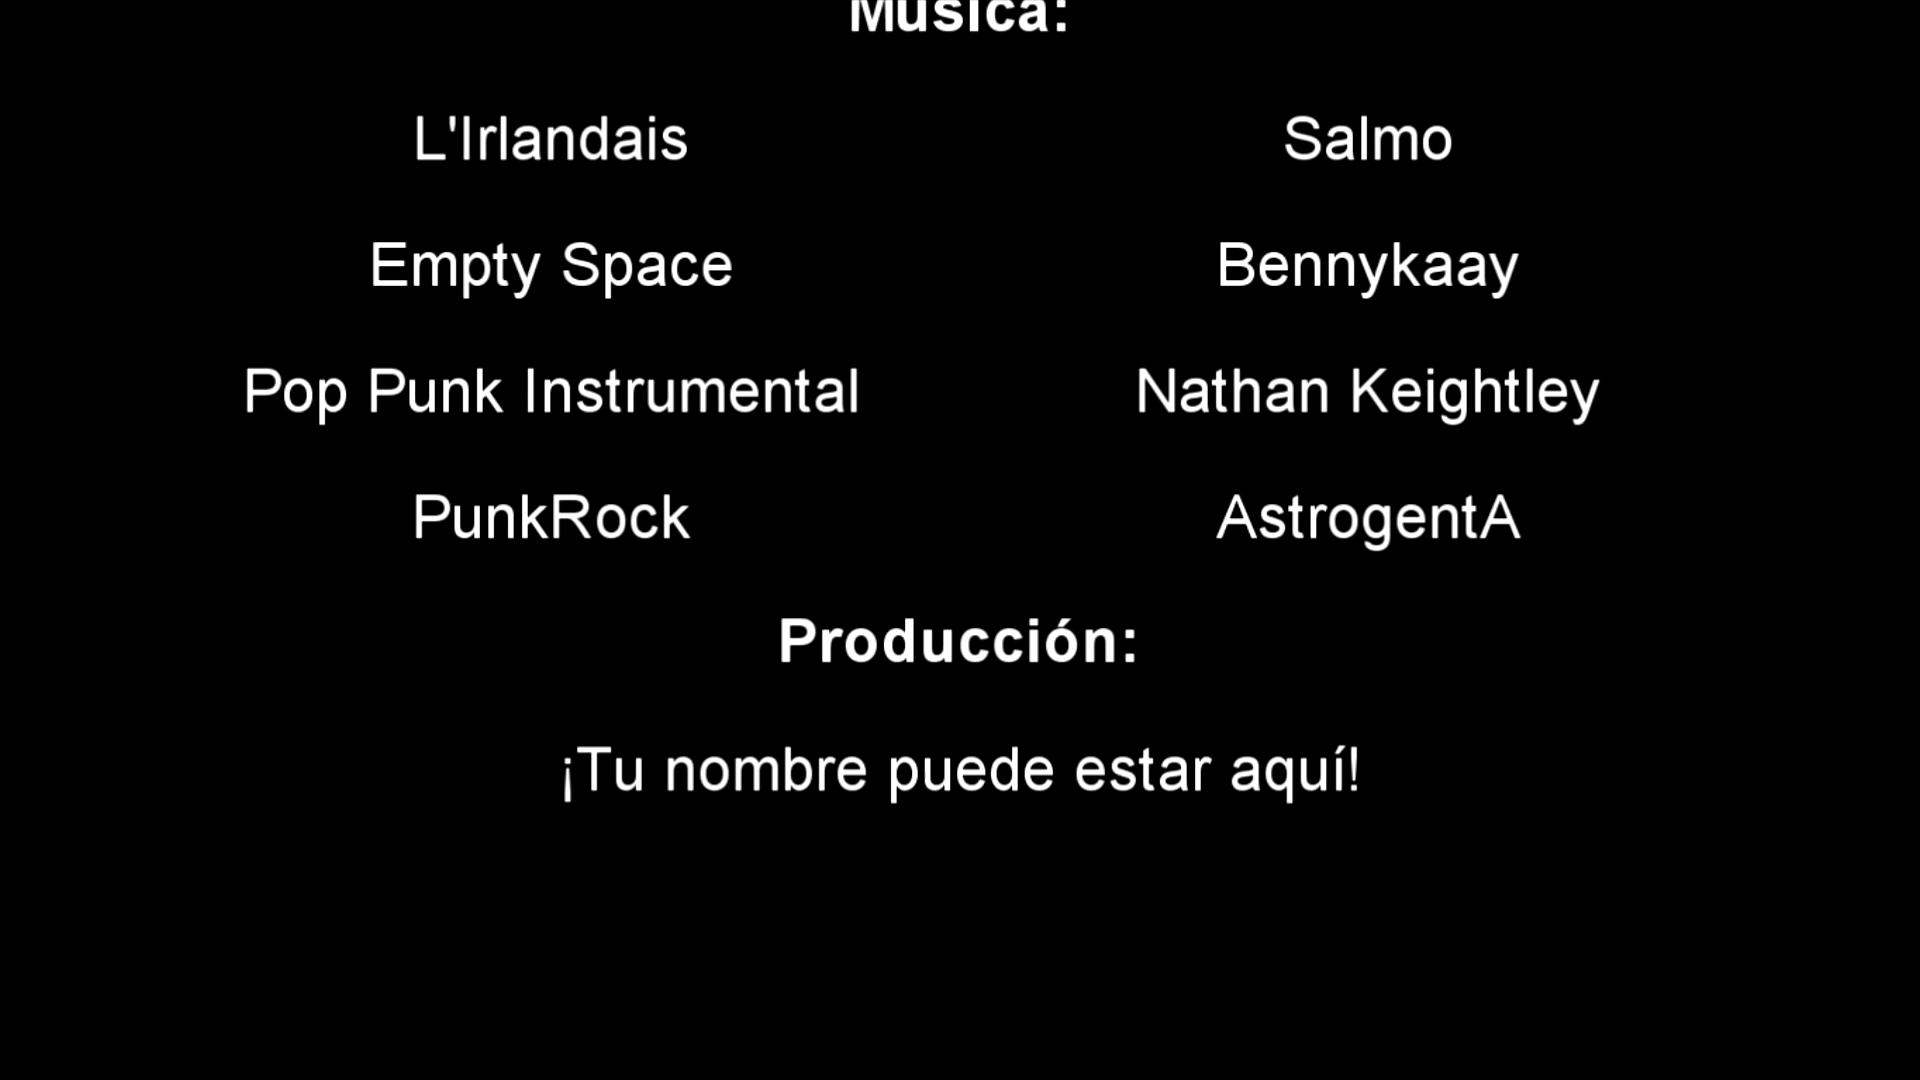 Música:
L'Irlandais Salmo
Empty Space Bennykaay
Pop Punk Instrumental Nathan Keightley
PunkRock AstrogentA
Producción:
¡Tu nombre puede estar aquí!